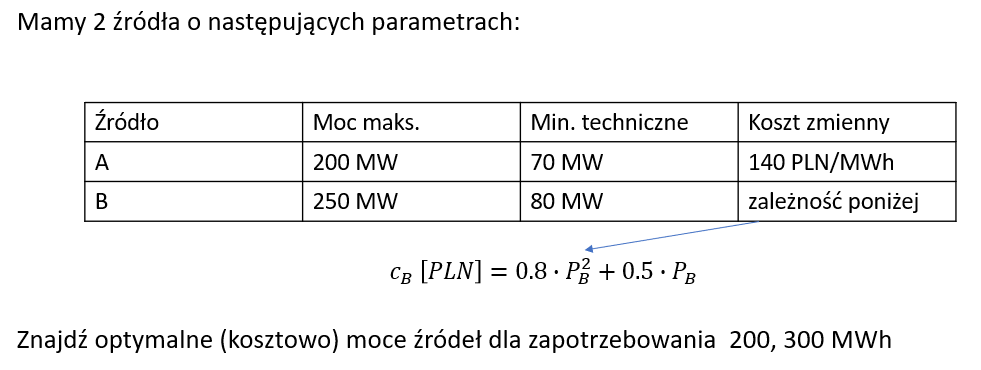 Mamy 2 źródła o następujących parametrach:
Źródło Moc maks. Min. techniczne Koszt zmienny
A 200 MW 70 MW 140 PLN/MWh
B 250 MW 80 MW zależność poniżej
c_B [PLN] = 0.8 · P_B^2 + 0.5 · P_B
Znajdź optymalne (kosztowo) moce źródeł dla zapotrzebowania 200, 300 MWh